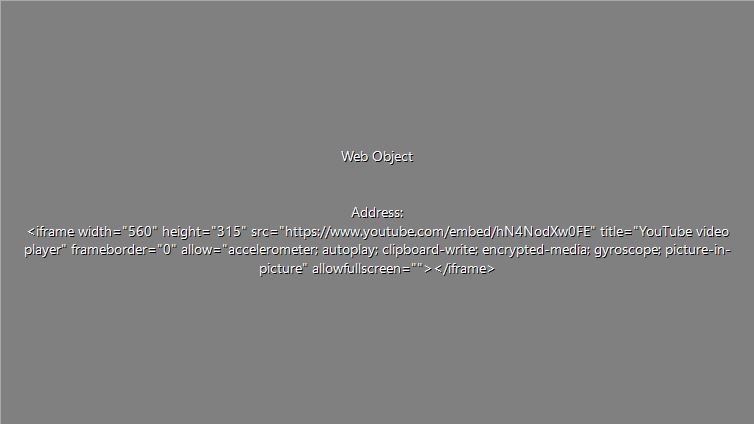 Web Object
Address:
<iframe width="560" height="315" src="https://www.youtube.com/embed/hN4NodXw0FE" title="YouTube video
player" frameborder="0" allow="accelerometer; autoplay; clipboard-write; encrypted-media; gyroscope; picture-in-
picture" allowfullscreen=""></iframe>